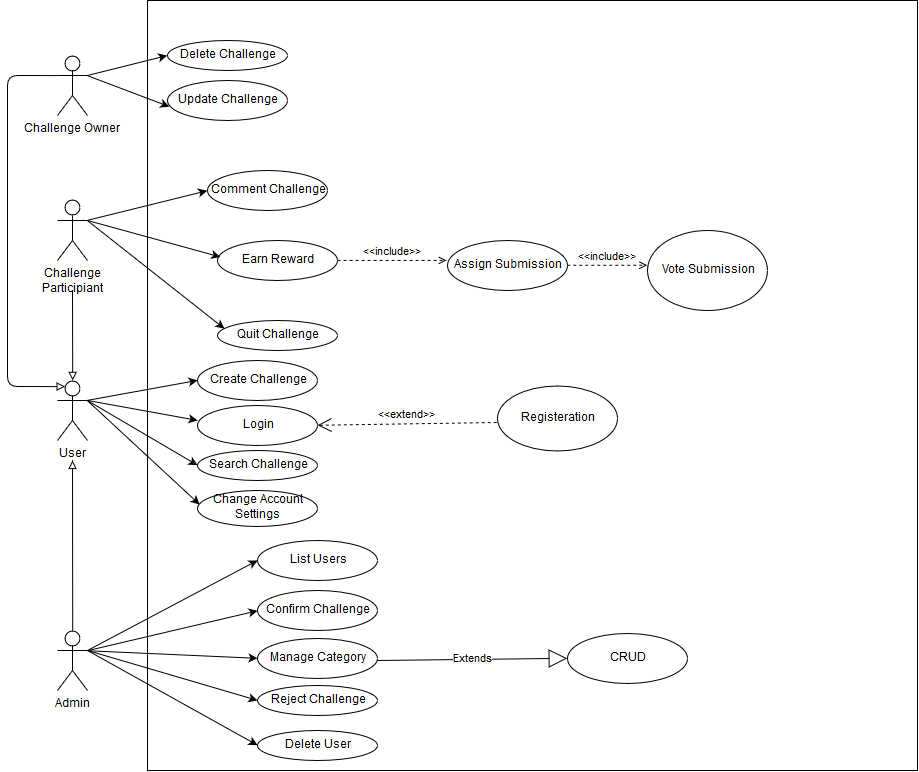 Delete Challenge
Update Challenge
Challenge Owner
Comment Challenge
Earn Reward
<<include>>
Assign Submission
<<include>>
Vote Submission
Challenge
Participiant
Quit Challenge
Create Challenge
Login
<<extend>>
Registeration
User
Search Challenge
Change Account
Settings
List Users
Confirm Challenge
Manage Category
Extends
CRUD
Admin
Reject Challenge
Delete User